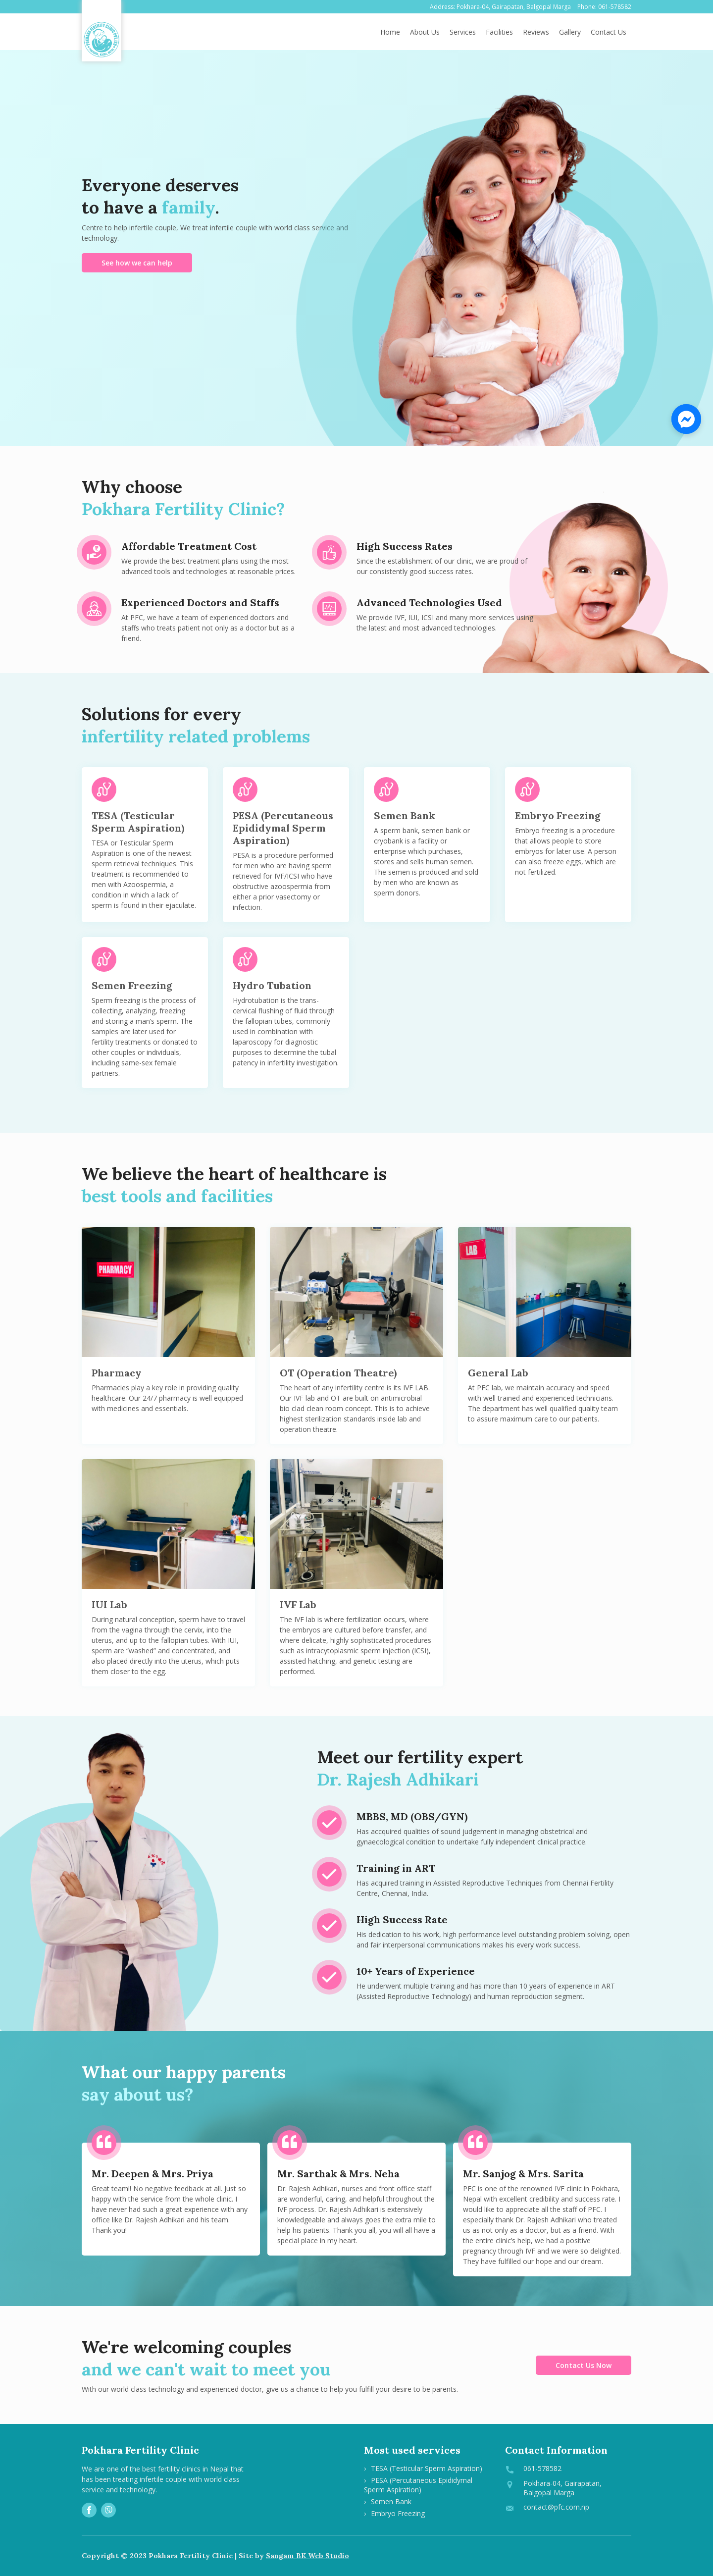 Address: Pokhara-04, Gairapatan, Balgopal Marga Phone: 061-578582
Home About Us Services Facilities Reviews Gallery Contact Us
Everyone deserves
to have a family.
Centre to help infertile couple, We treat infertile couple with world class service and
technology.
See how we can help
Why choose
Pokhara Fertility Clinic?
Affordable Treatment Cost
We provide the best treatment plans using the most
advanced tools and technologies at reasonable prices.
High Success Rates
Since the establishment of our clinic, we are proud of
our consistently good success rates.
Experienced Doctors and Staffs
At PFC, we have a team of experienced doctors and
staffs who treats patient not only as a doctor but as a
friend.
Advanced Technologies Used
We provide IVF, IUI, ICSI and many more services using
the latest and most advanced technologies.
Solutions for every
infertility related problems
TESA (Testicular
Sperm Aspiration)
TESA or Testicular Sperm
Aspiration is one of the newest
sperm retrieval techniques. This
treatment is recommended to
men with Azoospermia, a
condition in which a lack of
sperm is found in their ejaculate.
PESA (Percutaneous
Epididymal Sperm
Aspiration)
PESA is a procedure performed
for men who are having sperm
retrieved for IVF/ICSI who have
obstructive azoospermia from
either a prior vasectomy or
infection.
Semen Bank
A sperm bank, semen bank or
cryobank is a facility or
enterprise which purchases,
stores and sells human semen.
The semen is produced and sold
by men who are known as
sperm donors.
Embryo Freezing
Embryo freezing is a procedure
that allows people to store
embryos for later use. A person
can also freeze eggs, which are
not fertilized.
Semen Freezing
Sperm freezing is the process of
collecting, analyzing, freezing
and storing a man's sperm. The
samples are later used for
fertility treatments or donated to
other couples or individuals,
including same-sex female
partners.
Hydro Tubation
Hydrotubation is the trans-
cervical flushing of fluid through
the fallopian tubes, commonly
used in combination with
laparoscopy for diagnostic
purposes to determine the tubal
patency in infertility investigation.
We believe the heart of healthcare is
best tools and facilities
PHARMACY
LAB
Pharmacy
Pharmacies play a key role in providing quality
healthcare. Our 24/7 pharmacy is well equipped
with medicines and essentials.
OT (Operation Theatre)
The heart of any infertility centre is its IVF LAB.
Our IVF lab and OT are built on antimicrobial
bio clad clean room concept. This is to achieve
highest sterilization standards inside lab and
operation theatre.
General Lab
At PFC lab, we maintain accuracy and speed
with well trained and experienced technicians.
The department has well qualified quality team
to assure maximum care to our patients.
IUI Lab
During natural conception, sperm have to travel
from the vagina through the cervix, into the
uterus, and up to the fallopian tubes. With IUI,
sperm are "washed" and concentrated, and
also placed directly into the uterus, which puts
them closer to the egg.
IVF Lab
The IVF lab is where fertilization occurs, where
the embryos are cultured before transfer, and
where delicate, highly sophisticated procedures
such as intracytoplasmic sperm injection (ICSI),
assisted hatching, and genetic testing are
performed.
Meet our fertility expert
Dr. Rajesh Adhikari
MBBS, MD (OBS/GYN)
Has accquired qualities of sound judgement in managing obstetrical and
gynaecological condition to undertake fully independent clinical practice.
Training in ART
Has acquired training in Assisted Reproductive Techniques from Chennai Fertility
Centre, Chennai, India.
High Success Rate
His dedication to his work, high performance level outstanding problem solving, open
and fair interpersonal communications makes his every work success.
10+ Years of Experience
He underwent multiple training and has more than 10 years of experience in ART
(Assisted Reproductive Technology) and human reproduction segment.
What our happy parents
say about us?
Mr. Deepen & Mrs. Priya
Great team!! No negative feedback at all. Just so
happy with the service from the whole clinic. I
have never had such a great experience with any
office like Dr. Rajesh Adhikari and his team.
Thank you!
Mr. Sarthak & Mrs. Neha
Dr. Rajesh Adhikari, nurses and front office staff
are wonderful, caring, and helpful throughout the
IVF process. Dr. Rajesh Adhikari is extensively
knowledgeable and always goes the extra mile to
help his patients. Thank you all, you will all have a
special place in my heart.
Mr. Sanjog & Mrs. Sarita
PFC is one of the renowned IVF clinic in Pokhara,
Nepal with excellent credibility and success rate. I
would like to appreciate all the staff of PFC. I
especially thank Dr. Rajesh Adhikari who treated
us as not only as a doctor, but as a friend. With
the entire clinic's help, we had a positive
pregnancy through IVF and we were so delighted.
They have fulfilled our hope and our dream.
We're welcoming couples
and we can't wait to meet you
With our world class technology and experienced doctor, give us a chance to help you fulfill your desire to be parents.
Contact Us Now
Pokhara Fertility Clinic
We are one of the best fertility clinics in Nepal that
has been treating infertile couple with world class
service and technology.
Most used services
› TESA (Testicular Sperm Aspiration)
› PESA (Percutaneous Epididymal
Sperm Aspiration)
› Semen Bank
› Embryo Freezing
Contact Information
061-578582
Pokhara-04, Gairapatan,
Balgopal Marga
contact@pfc.com.np
Copyright © 2023 Pokhara Fertility Clinic | Site by Sangam BK Web Studio